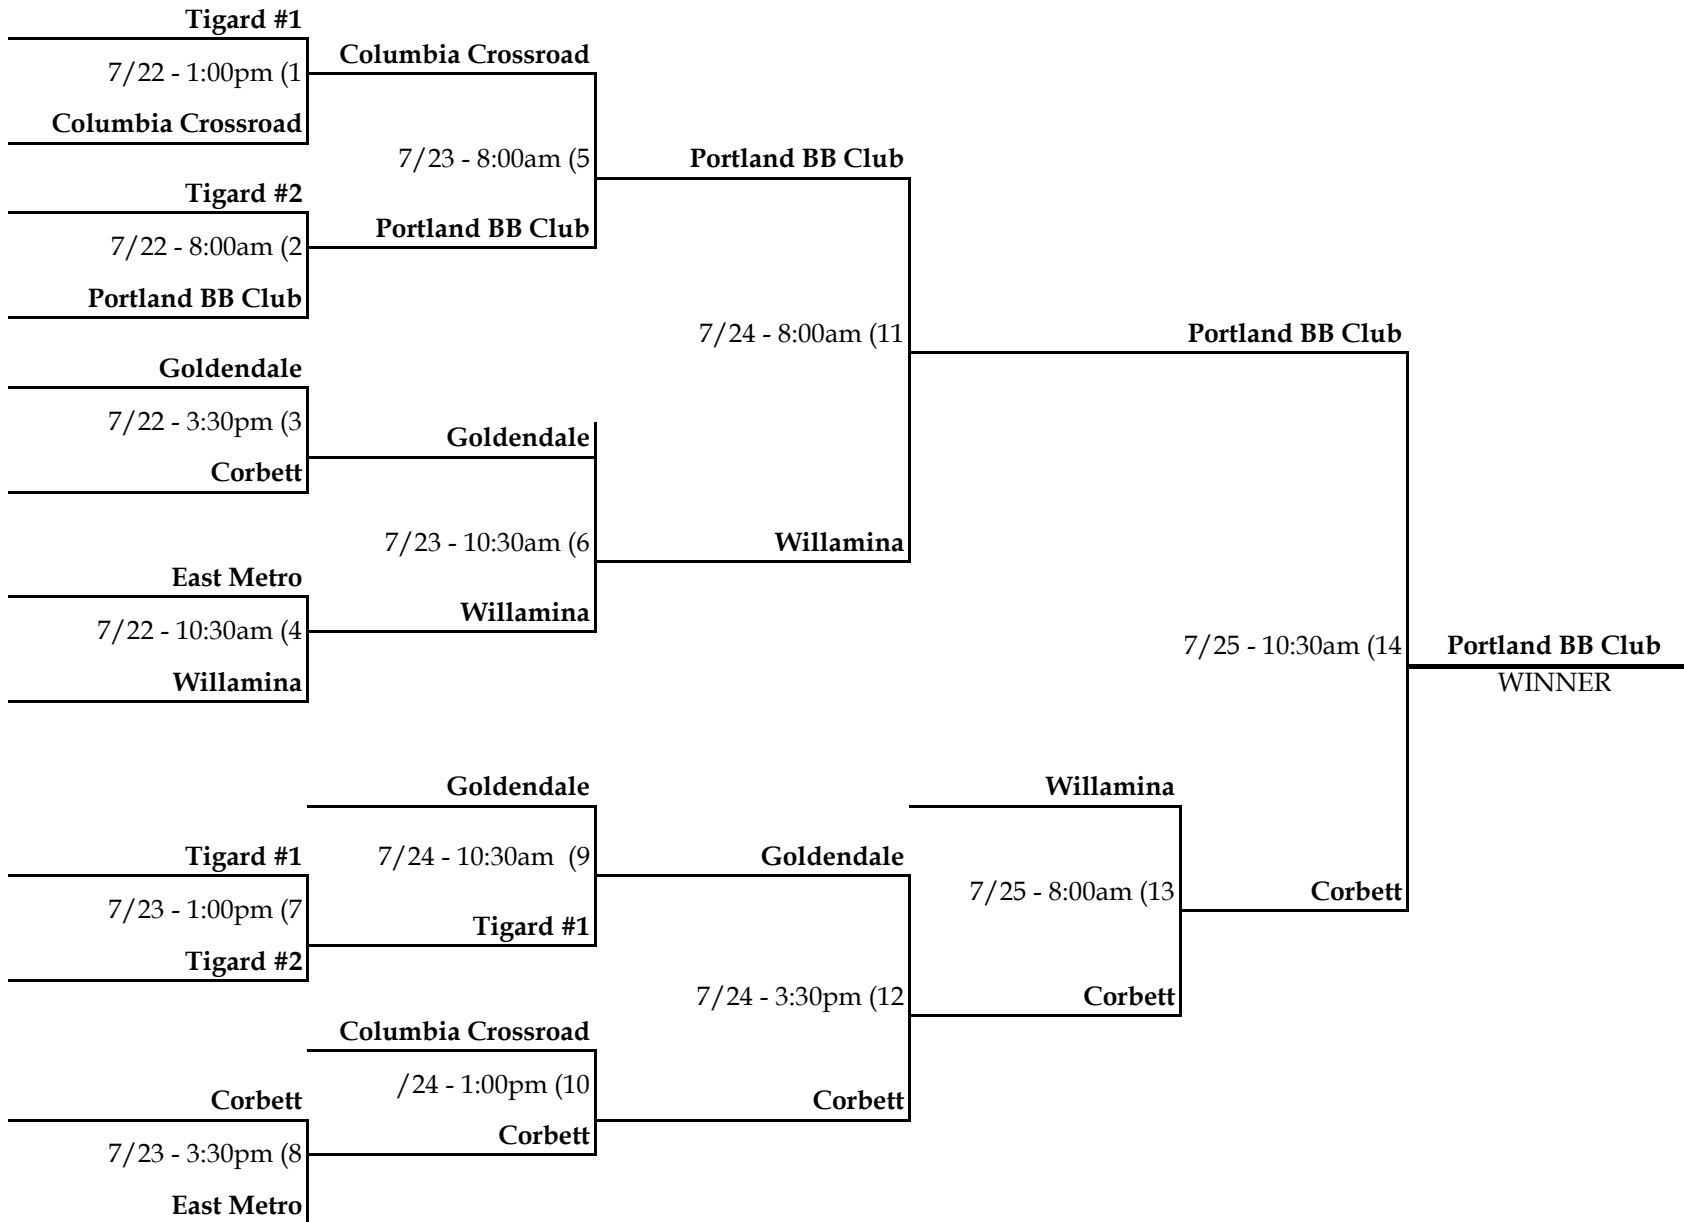 Tigard #1
7/22 - 1:00pm (1
Columbia Crossroad
Columbia Crossroad
7/23 - 8:00am (5
Portland BB Club
Tigard #2
7/22 - 8:00am (2
Portland BB Club
Portland BB Club
7/24 - 8:00am (11
Portland BB Club
Goldendale
7/22 - 3:30pm (3
Corbett
Goldendale
7/23 - 10:30am (6
Willamina
East Metro
7/22 - 10:30am (4
Willamina
Willamina
7/25 - 10:30am (14
Portland BB Club
WINNER
Goldendale
Willamina
Tigard #1
7/24 - 10:30am (9
Goldendale
7/25 - 8:00am (13
Corbett
7/23 - 1:00pm (7
Tigard #1
Tigard #2
7/24 - 3:30pm (12
Corbett
Columbia Crossroad
/24 - 1:00pm (10
Corbett
Corbett
Corbett
7/23 - 3:30pm (8
East Metro